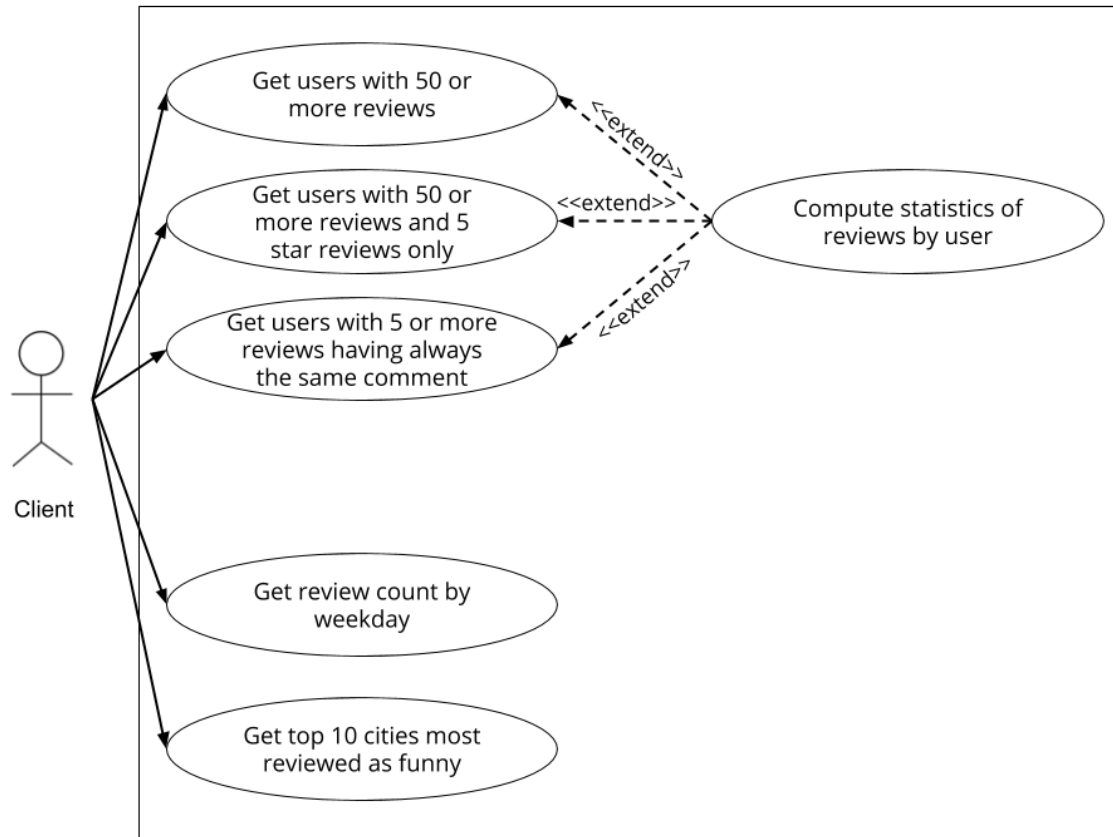 Get users with 50 or
more reviews
<<extend>>
Get users with 50 or
more reviews and 5
star reviews only
<<extend>>
Compute statistics of
reviews by user
<<extend>>
Get users with 5 or more
reviews having always
the same comment
Client
Get review count by
weekday
Get top 10 cities most
reviewed as funny